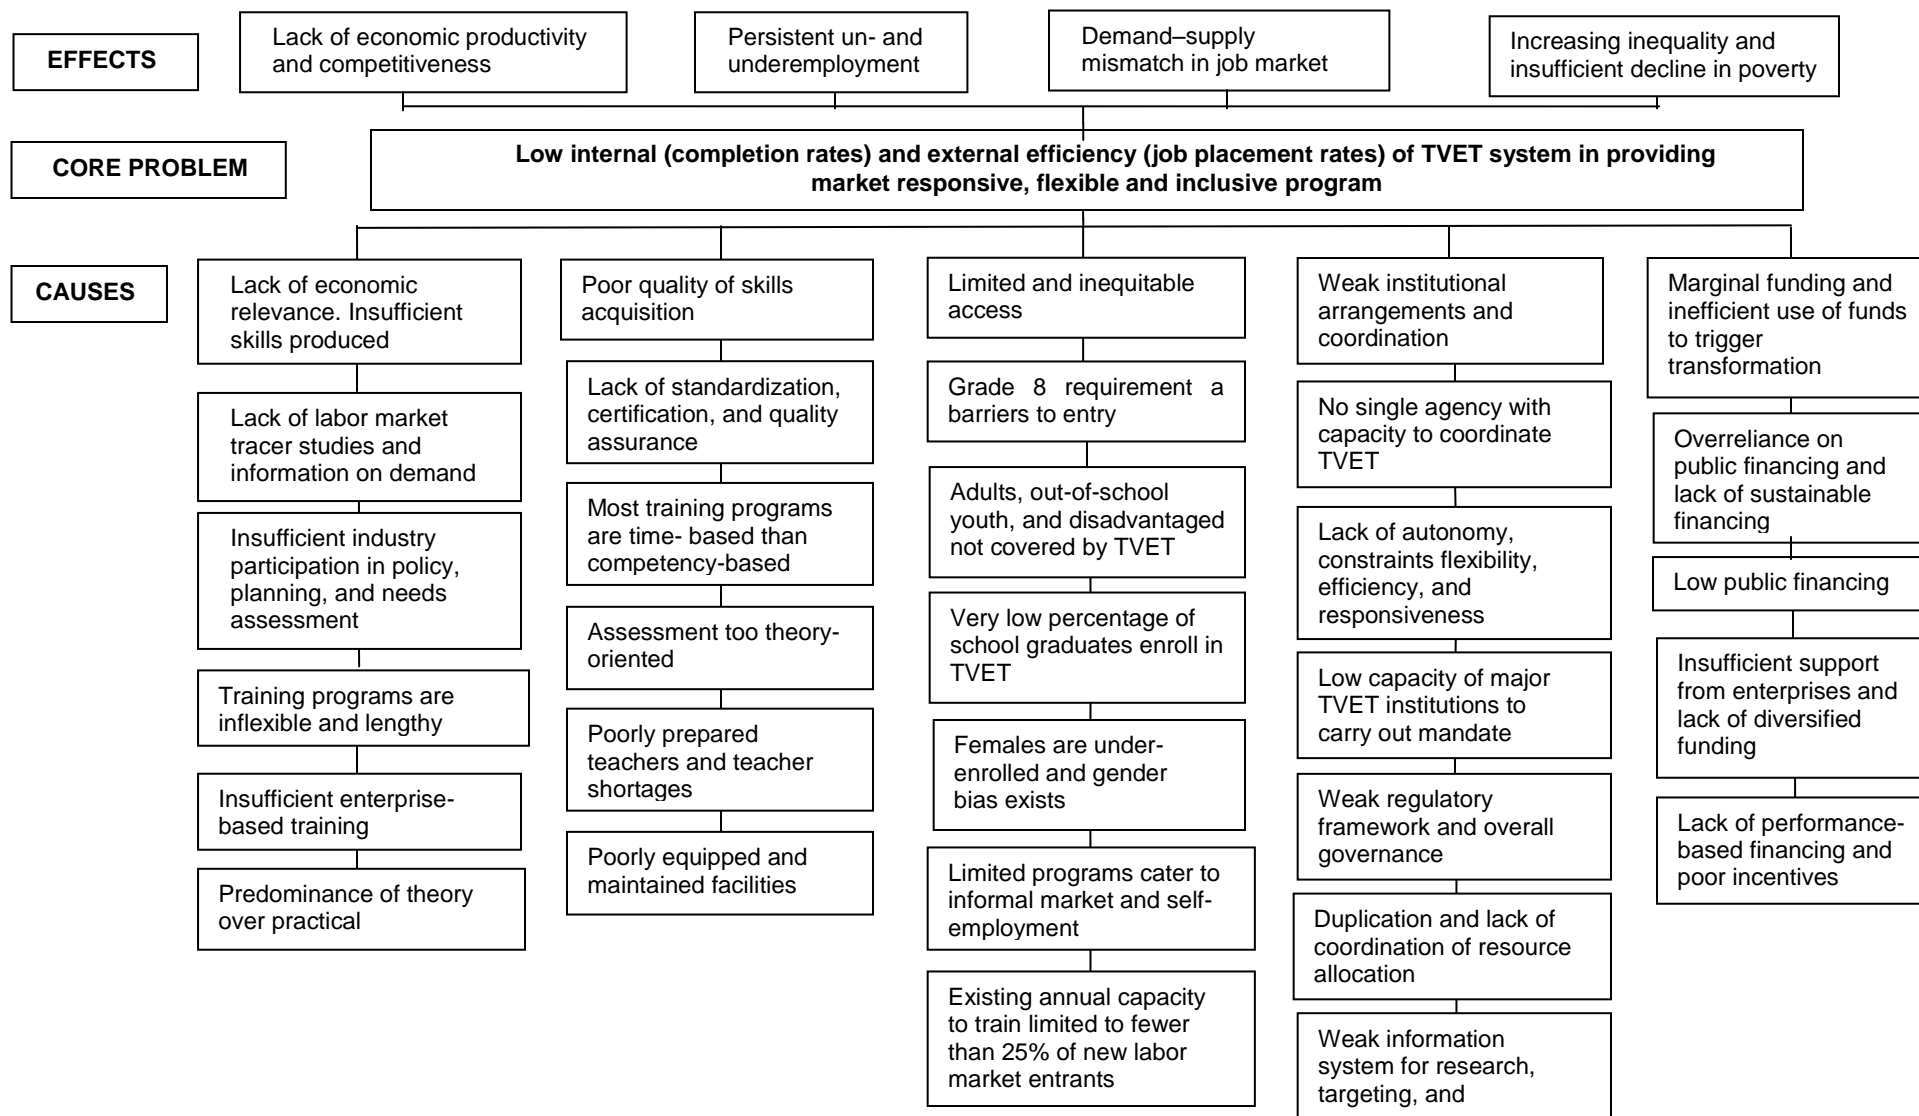 EFFECTS
Lack of economic productivity
and competitiveness
Persistent un- and
underemployment
Demand–supply
mismatch in job market
Increasing inequality and
insufficient decline in poverty
CORE PROBLEM
Low internal (completion rates) and external efficiency (job placement rates) of TVET system in providing
market responsive, flexible and inclusive program
CAUSES
Lack of economic
relevance. Insufficient
skills produced
Lack of labor market
tracer studies and
information on demand
Insufficient industry
participation in policy,
planning, and needs
assessment
Training programs are
inflexible and lengthy
Insufficient enterprise-
based training
Predominance of theory
over practical
Poor quality of skills
acquisition
Lack of standardization,
certification, and quality
assurance
Most training programs
are time- based than
competency-based
Assessment too theory-
oriented
Poorly prepared
teachers and teacher
shortages
Poorly equipped and
maintained facilities
Limited and inequitable
access
Grade 8 requirement a
barriers to entry
Adults, out-of-school
youth, and disadvantaged
not covered by TVET
Very low percentage of
school graduates enroll in
TVET
Females are under-
enrolled and gender
bias exists
Limited programs cater to
informal market and self-
employment
Existing annual capacity
to train limited to fewer
than 25% of new labor
market entrants
Weak institutional
arrangements and
coordination
No single agency with
capacity to coordinate
TVET
Lack of autonomy,
constraints flexibility,
efficiency, and
responsiveness
Low capacity of major
TVET institutions to
carry out mandate
Weak regulatory
framework and overall
governance
Duplication and lack of
coordination of resource
allocation
Weak information
system for research,
targeting, and
Marginal funding and
inefficient use of funds
to trigger
transformation
Overreliance on
public financing and
lack of sustainable
financing
Low public financing
Insufficient support
from enterprises and
lack of diversified
funding
Lack of performance-
based financing and
poor incentives